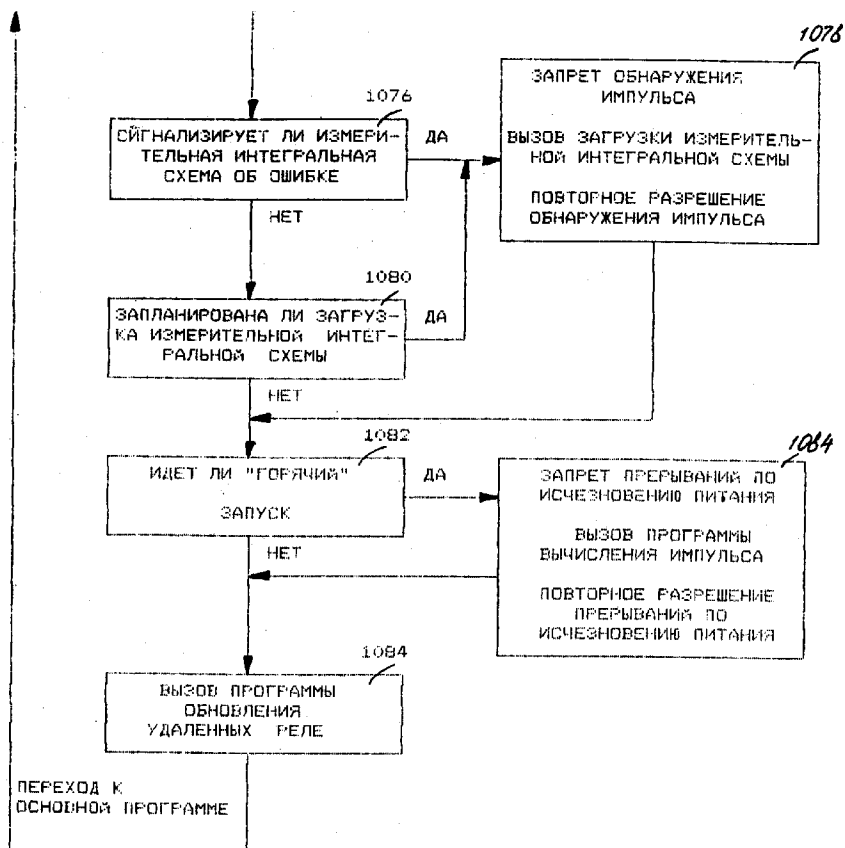 1076
СИГНАЛИЗИРУЕТ ЛИ ИЗМЕРИ-
ТЕЛЬНАЯ ИНТЕГРАЛЬНАЯ
СХЕМА ОБ ОШИБКЕ
ДА
НЕТ
1078
ЗАПРЕТ ОБНАРУЖЕНИЯ
ИМПУЛЬСА
ВЫЗОВ ЗАГРУЗКИ ИЗМЕРИТЕЛЬ-
НОЙ ИНТЕГРАЛЬНОЙ СХЕМЫ
ПОВТОРНОЕ РАЗРЕШЕНИЕ
ОБНАРУЖЕНИЯ ИМПУЛЬСА
1080
ЗАПЛАНИРОВАНА ЛИ ЗАГРУЗ-
КА ИЗМЕРИТЕЛЬНОЙ ИНТЕГ-
РАЛЬНОЙ СХЕМЫ
ДА
НЕТ
1082
ИДЕТ ЛИ "ГОРЯЧИЙ"
ЗАПУСК
ДА
НЕТ
1084
ЗАПРЕТ ПРЕРЫВАНИЙ ПО
ИСЧЕЗНОВЕНИЮ ПИТАНИЯ
ВЫЗОВ ПРОГРАММЫ
ВЫЧИСЛЕНИЯ ИМПУЛЬСА
ПОВТОРНОЕ РАЗРЕШЕНИЕ
ПРЕРЫВАНИЙ ПО
ИСЧЕЗНОВЕНИЮ ПИТАНИЯ
1084
ВЫЗОВ ПРОГРАММЫ
ОБНОВЛЕНИЯ
УДАЛЕННЫХ РЕЛЕ
ПЕРЕХОД К
ОСНОВНОЙ ПРОГРАММЕ